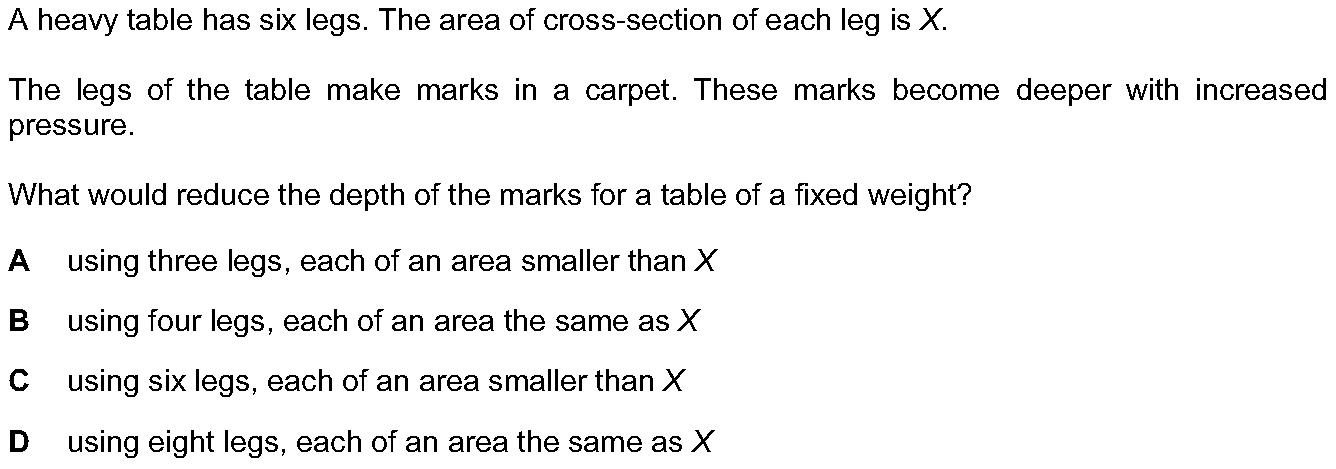 A heavy table has six legs. The area of cross-section of each leg is X.
The legs of the table make marks in a carpet. These marks become deeper with increased
pressure.
What would reduce the depth of the marks for a table of a fixed weight?
A using three legs, each of an area smaller than X
B using four legs, each of an area the same as X
C using six legs, each of an area smaller than X
D using eight legs, each of an area the same as X